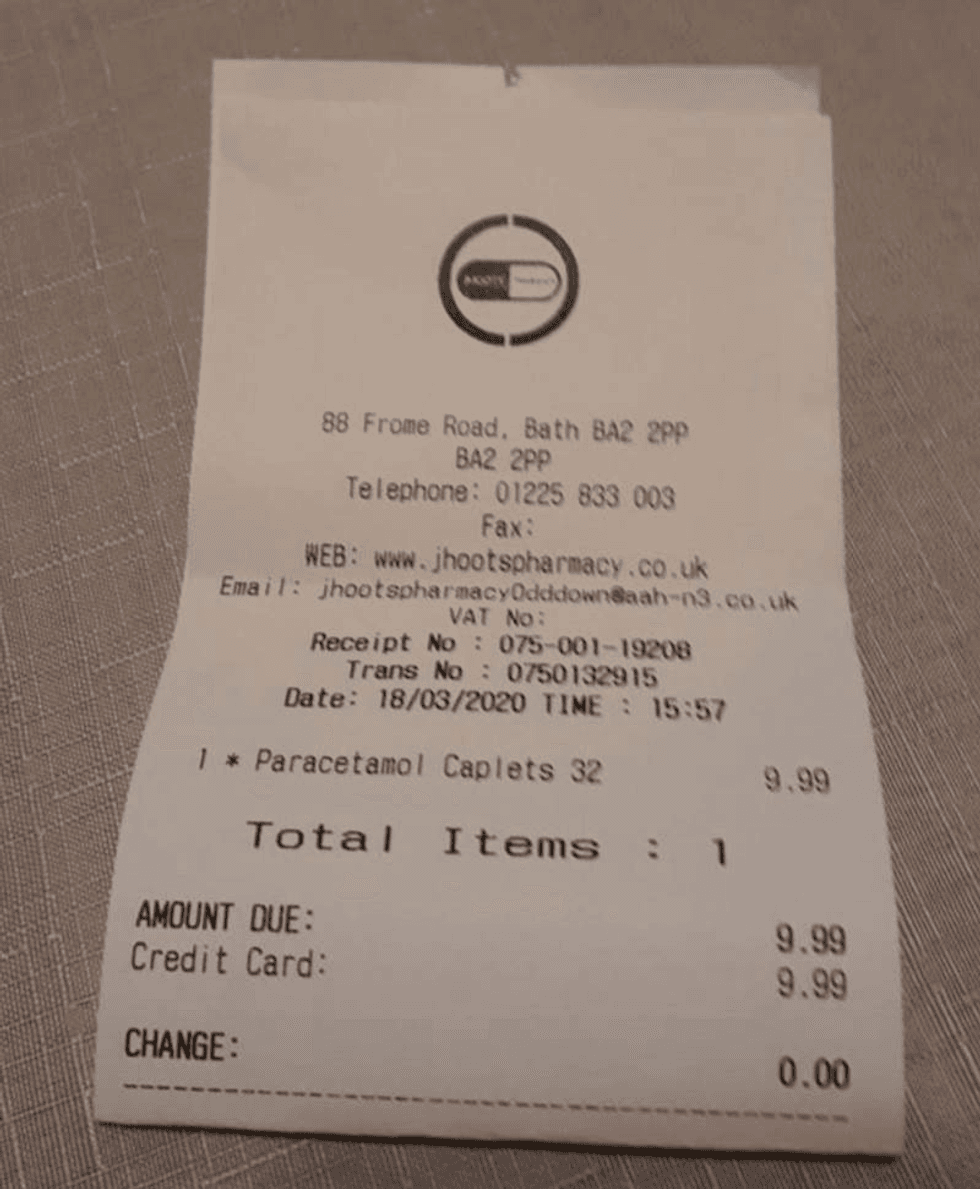 88 Frome Road, Bath BA2 2PP
BA2 2PP
Telephone: 01225 833 003
Fax:
WEB: www.jhootspharmacy.co.uk
Email: jhootspharmacyOdddown@aah-n3.co.uk
VAT No:
Receipt No : 075-001-19208
Trans No : 0750132915
Date: 18/03/2020 TIME : 15:57
1 * Paracetamol Caplets 32 9.99
Total Items : 1
AMOUNT DUE: 9.99
Credit Card: 9.99
CHANGE: 0.00